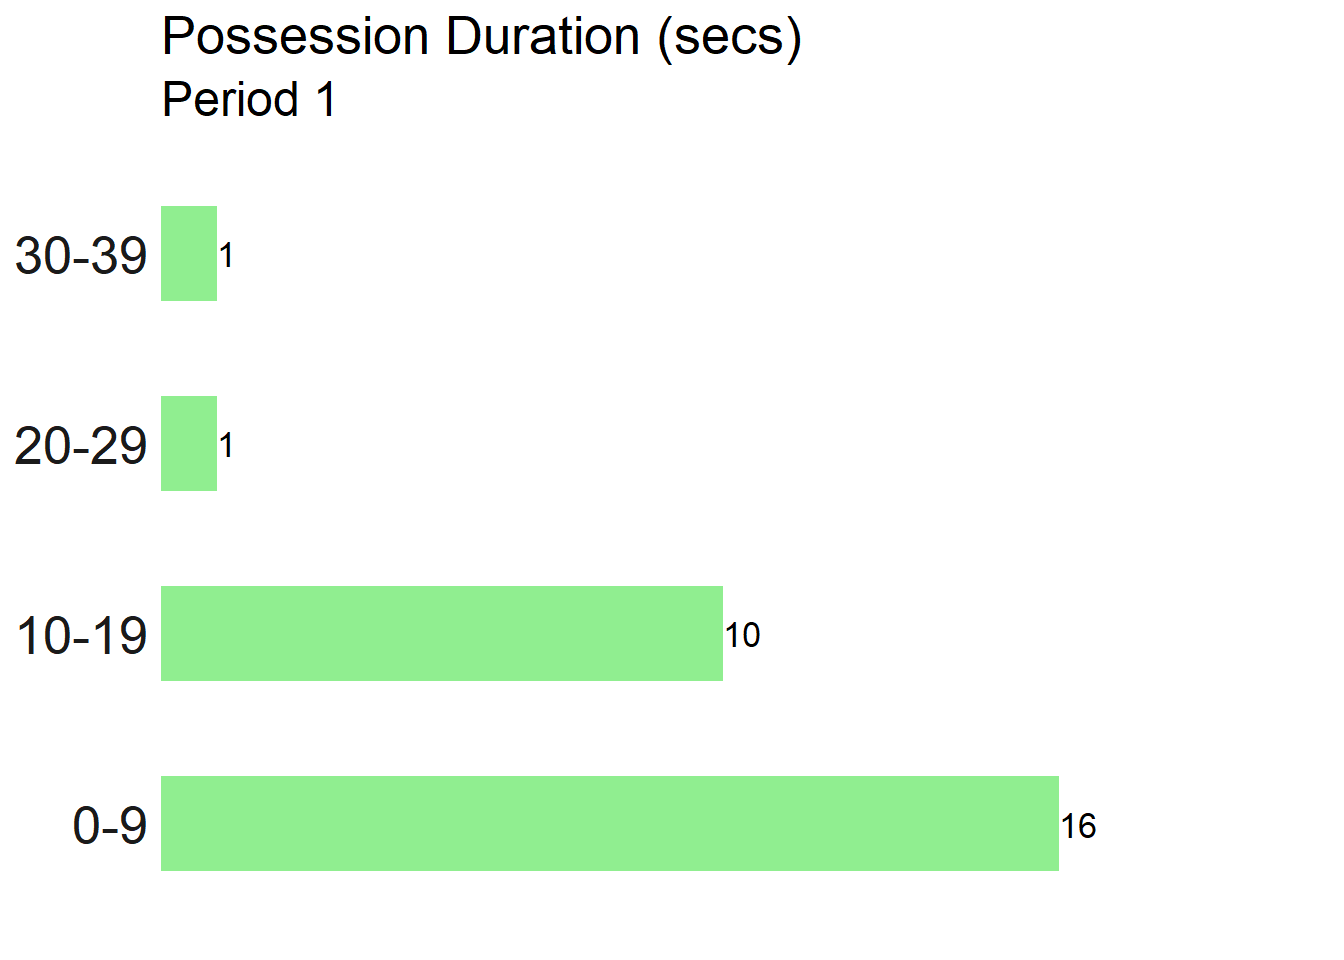 Possession Duration (secs)
Period 1
30-39 1
20-29 1
10-19 10
0-9 16